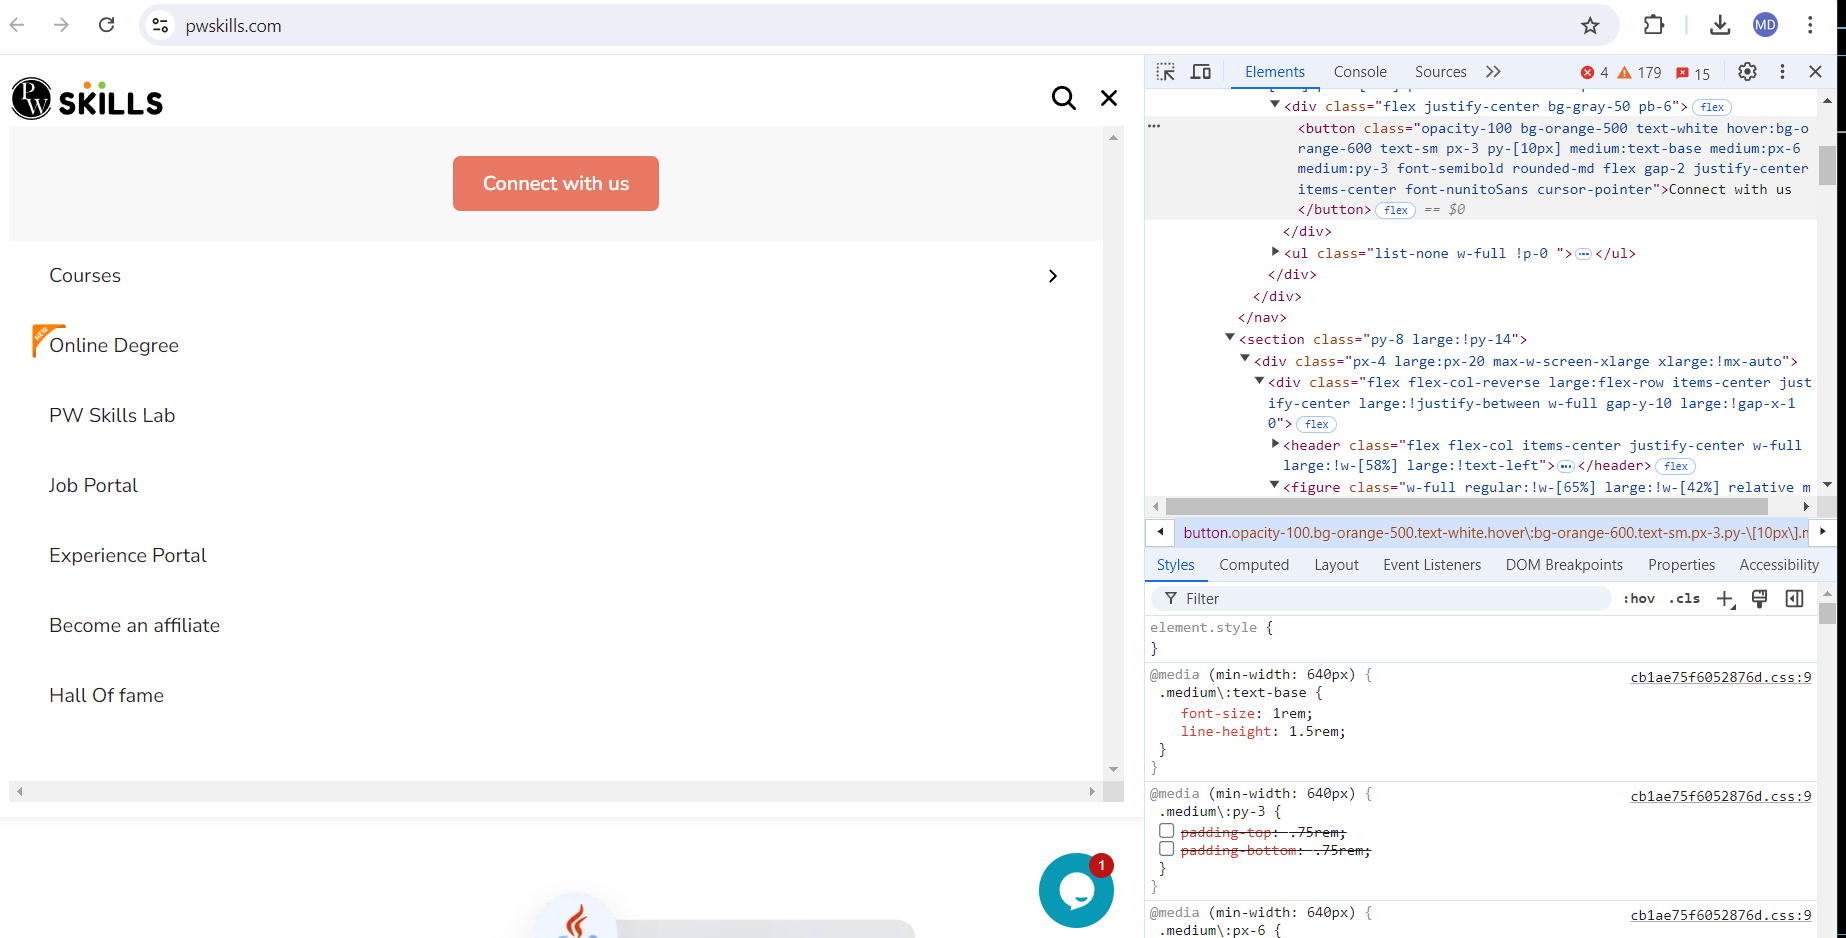 pwskills.com
MD
PW SKILLS
Connect with us
Courses
NEW
Online Degree
PW Skills Lab
Job Portal
Experience Portal
Become an affiliate
Hall Of fame
1
Elements Console Sources 4 179 15
<div class="flex justify-center bg-gray-50 pb-6"> flex
<button class="opacity-100 bg-orange-500 text-white hover:bg-o
range-600 text-sm px-3 py-[10px] medium:text-base medium:px-6
medium:py-3 font-semibold rounded-md flex gap-2 justify-center
items-center font-nunitoSans cursor-pointer">Connect with us
</button> flex == $0
</div>
<ul class="list-none w-full !p-0 ">…</ul>
</div>
</div>
</nav>
<section class="py-8 large:!py-14">
<div class="px-4 large:px-20 max-w-screen-xlarge xlarge:!mx-auto">
<div class="flex flex-col-reverse large:flex-row items-center just
ify-center large:!justify-between w-full gap-y-10 large:!gap-x-1
0"> flex
<header class="flex flex-col items-center justify-center w-full
large:!w-[58%] large:!text-left">…</header> flex
<figure class="w-full regular:!w-[65%] large:!w-[42%] relative m
button.opacity-100.bg-orange-500.text-white.hover\:bg-orange-600.text-sm.px-3.py-\[10px\].
Styles Computed Layout Event Listeners DOM Breakpoints Properties Accessibility
Filter :hov .cls
element.style {
}
@media (min-width: 640px) { cb1ae75f6052876d.css:9
.medium\:text-base {
font-size: 1rem;
line-height: 1.5rem;
}
}
@media (min-width: 640px) { cb1ae75f6052876d.css:9
.medium\:py-3 {
padding-top: .75rem;
padding-bottom: .75rem;
}
}
@media (min-width: 640px) { cb1ae75f6052876d.css:9
.medium\:px-6 {